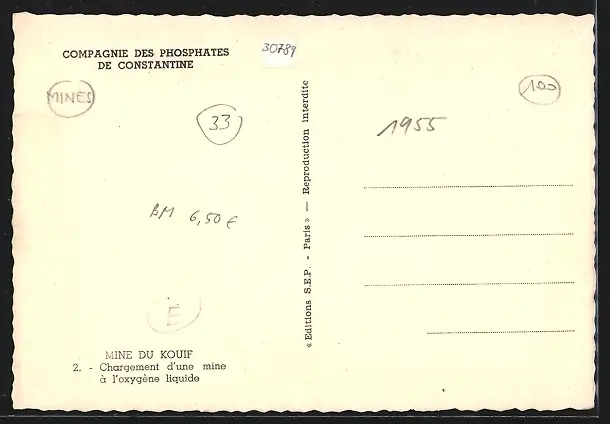 COMPAGNIE DES PHOSPHATES
DE CONSTANTINE
30789
MINES
33
100
1955
BM 6,50 €
E
« Editions S.E.P. - Paris » — Reproduction interdite
MINE DU KOUIF
2. - Chargement d'une mine
à l'oxygène liquide